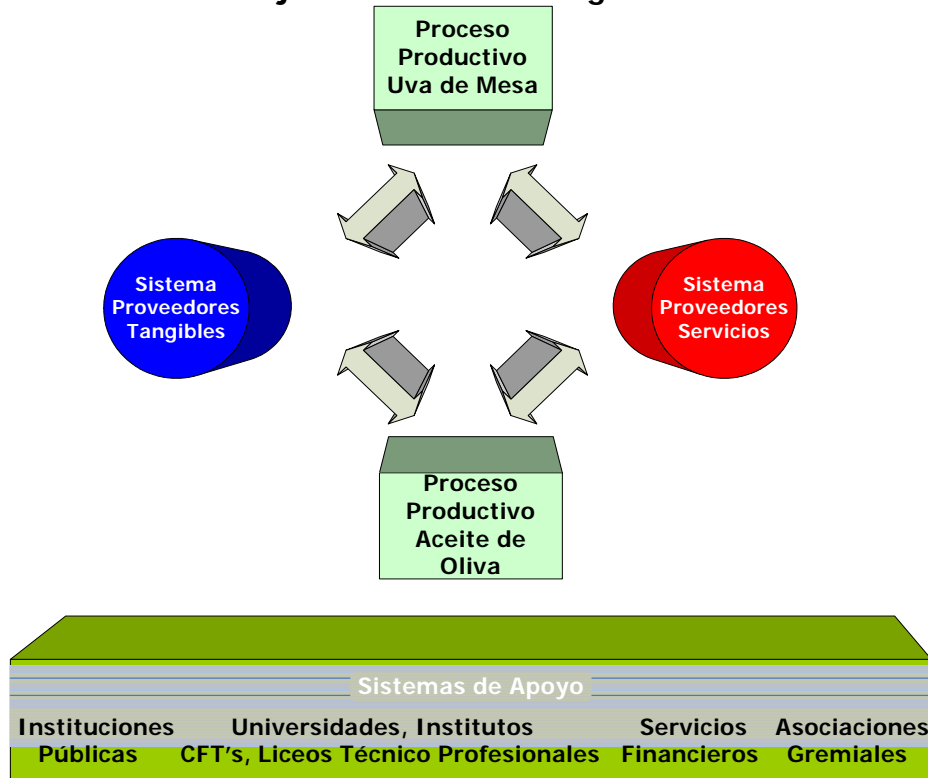 Proceso
Productivo
Uva de Mesa
Sistema
Proveedores
Tangibles
Sistema
Proveedores
Servicios
Proceso
Productivo
Aceite de
Oliva
Sistemas de Apoyo
Instituciones Universidades, Institutos Servicios Asociaciones
Públicas CFT's, Liceos Técnico Profesionales Financieros Gremiales